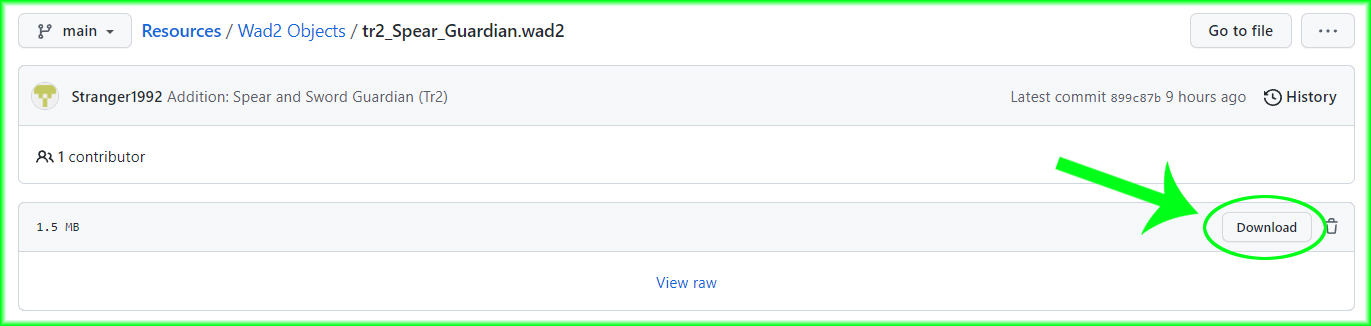 main Resources / Wad2 Objects / tr2_Spear_Guardian.wad2 Go to file ...
Stranger1992 Addition: Spear and Sword Guardian (Tr2) Latest commit 899c87b 9 hours ago History
1 contributor
1.5 MB Download
View raw